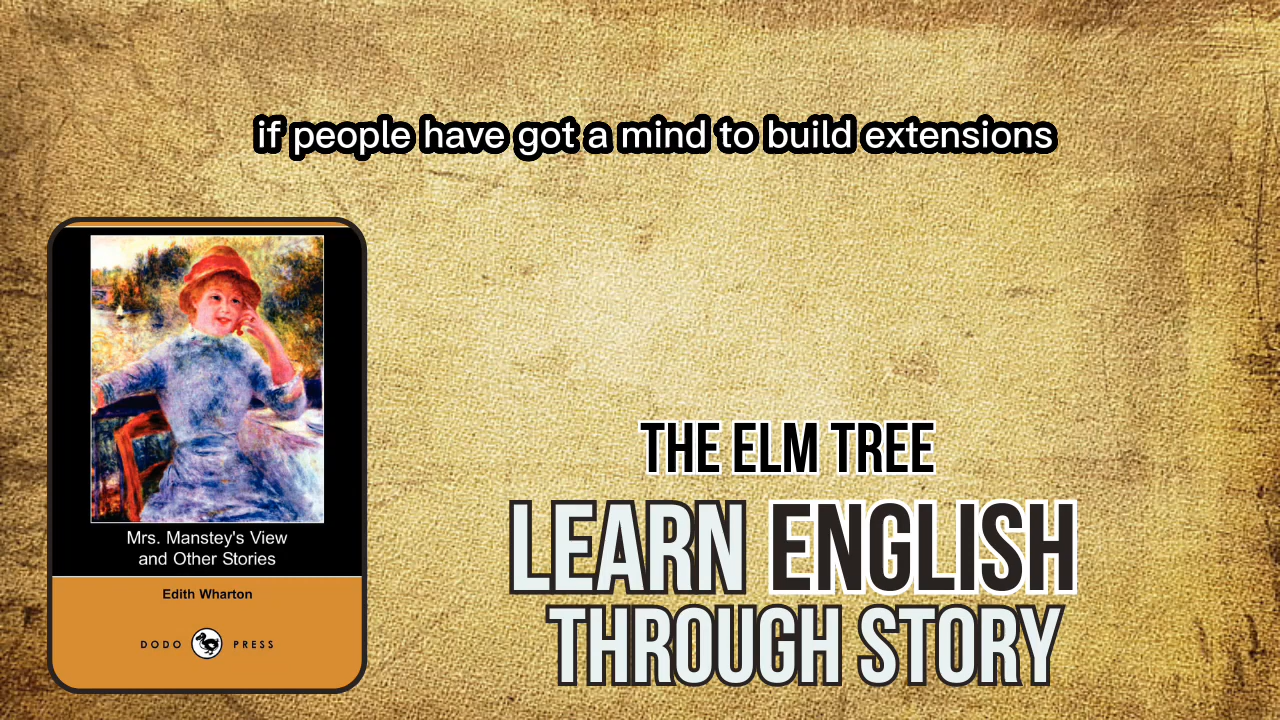 if people have got a mind to build extensions
Mrs. Manstey's View
and Other Stories
Edith Wharton
DODO PRESS
THE ELM TREE
LEARN ENGLISH
THROUGH STORY